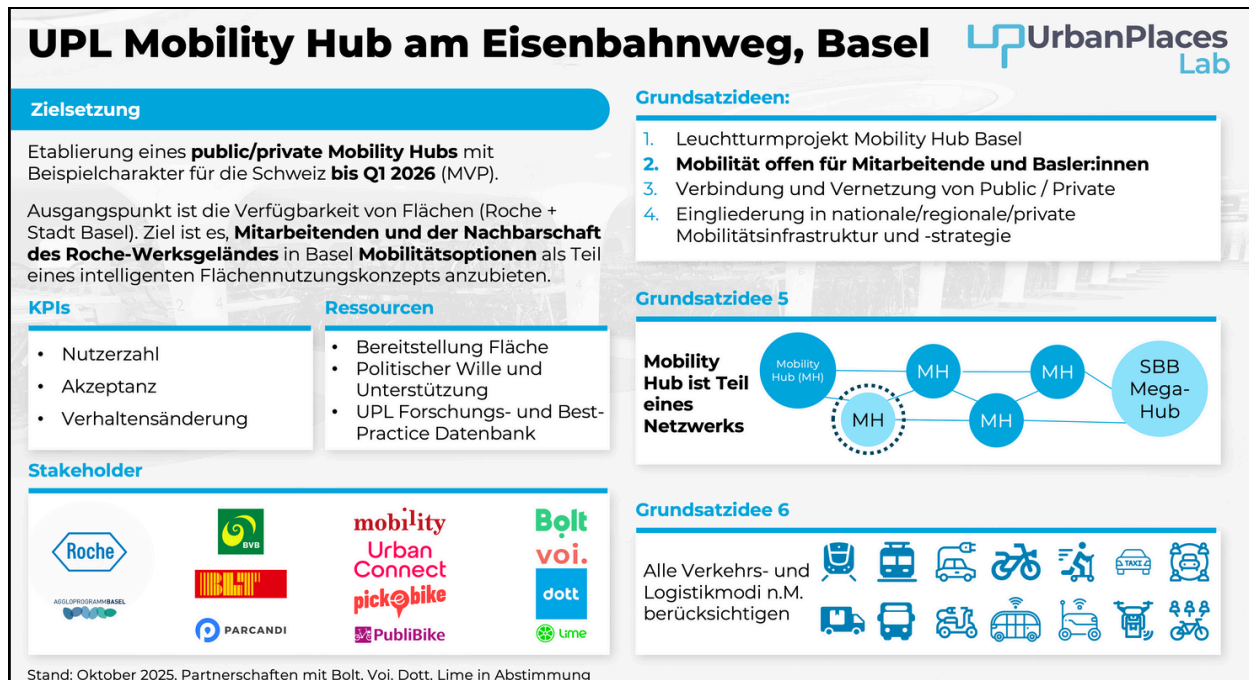 UPL Mobility Hub am Eisenbahnweg, Basel
UrbanPlaces
Lab
Zielsetzung
Etablierung eines public/private Mobility Hubs mit
Beispielcharakter für die Schweiz bis Q1 2026 (MVP).
Ausgangspunkt ist die Verfügbarkeit von Flächen (Roche +
Stadt Basel). Ziel ist es, Mitarbeitenden und der Nachbarschaft
des Roche-Werksgeländes in Basel Mobilitätsoptionen als Teil
eines intelligenten Flächennutzungskonzepts anzubieten.
KPIs
• Nutzerzahl
• Akzeptanz
• Verhaltensänderung
Ressourcen
• Bereitstellung Fläche
• Politischer Wille und
Unterstützung
• UPL Forschungs- und Best-
Practice Datenbank
Stakeholder
Roche
AGGLOPROGRAMMBASEL
BVB
BLT
PARCANDI
mobility
Urban
Connect
pickebike
PubliBike
Bolt
voi.
dott
Lime
Stand: Oktober 2025, Partnerschaften mit Bolt, Voi, Dott, Lime in Abstimmung
Grundsatzideen:
1. Leuchtturmprojekt Mobility Hub Basel
2. Mobilität offen für Mitarbeitende und Basler:innen
3. Verbindung und Vernetzung von Public / Private
4. Eingliederung in nationale/regionale/private
Mobilitätsinfrastruktur und -strategie
Grundsatzidee 5
Mobility
Hub ist Teil
eines
Netzwerks
Mobility
Hub (MH)
MH
MH
MH
MH
SBB
Mega-
Hub
Grundsatzidee 6
Alle Verkehrs- und
Logistikmodi n.M.
berücksichtigen
TAXI